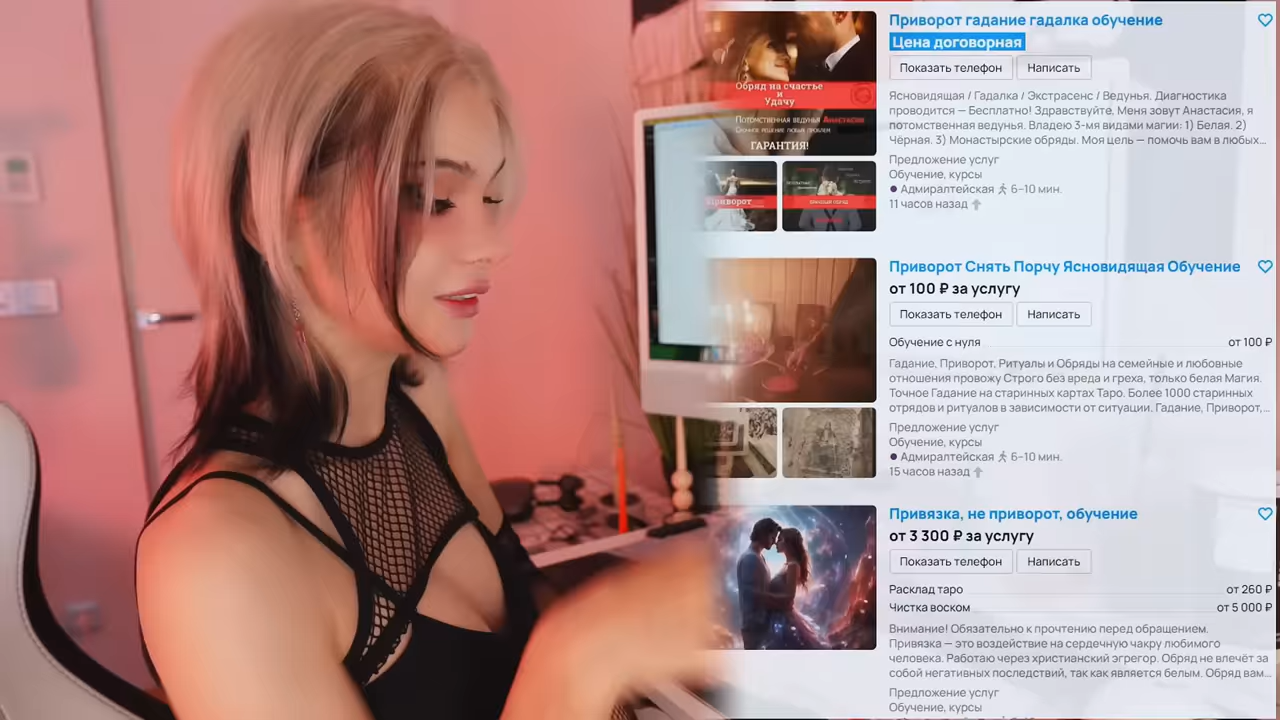 Приворот гадание гадалка обучение
Цена договорная
Показать телефон Написать
Ясновидящая / Гадалка / Экстрасенс / Ведунья. Диагностика
проводится — Бесплатно! Здравствуйте, Меня зовут Анастасия, я
потомственная ведунья. Владею 3-мя видами магии: 1) Белая. 2)
Чёрная. 3) Монастырские обряды. Моя цель — помочь вам в любых...
Предложение услуг
Обучение, курсы
Адмиралтейская 6–10 мин.
11 часов назад
Обряд на счастье
и
Удачу
Потомственная ведунья Анастасия
ГАРАНТИЯ!
Приворот
Приворот Снять Порчу Ясновидящая Обучение
от 100 ₽ за услугу
Показать телефон Написать
Обучение с нуля от 100 ₽
Гадание, Приворот, Ритуалы и Обряды на семейные и любовные
отношения провожу Строго без вреда и греха, только белая Магия.
Точное Гадание на старинных картах Таро. Более 1000 старинных
отрядов и ритуалов в зависимости от ситуации. Гадание, Приворот,...
Предложение услуг
Обучение, курсы
Адмиралтейская 6–10 мин.
15 часов назад
Привязка, не приворот, обучение
от 3 300 ₽ за услугу
Показать телефон Написать
Расклад таро от 260 ₽
Чистка воском от 5 000 ₽
Внимание! Обязательно к прочтению перед обращением.
Привязка — это воздействие на сердечную чакру любимого
человека. Работаю через христианский эгрегор. Обряд не влечёт за
собой негативных последствий, так как является белым. Обряд вам...
Предложение услуг
Обучение, курсы